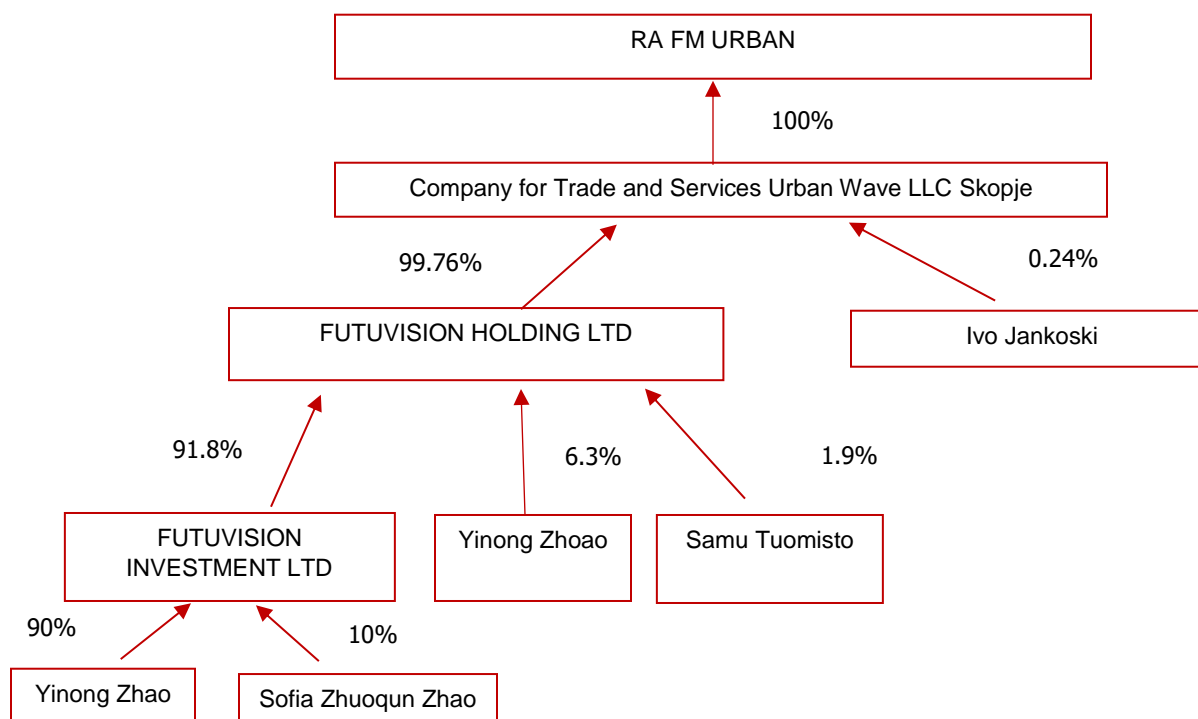 RA FM URBAN
100%
Company for Trade and Services Urban Wave LLC Skopje
99.76%
0.24%
FUTUVISION HOLDING LTD
Ivo Jankoski
91.8%
6.3%
1.9%
FUTUVISION
INVESTMENT LTD
Yinong Zhoao
Samu Tuomisto
90%
10%
Yinong Zhao
Sofia Zhuoqun Zhao